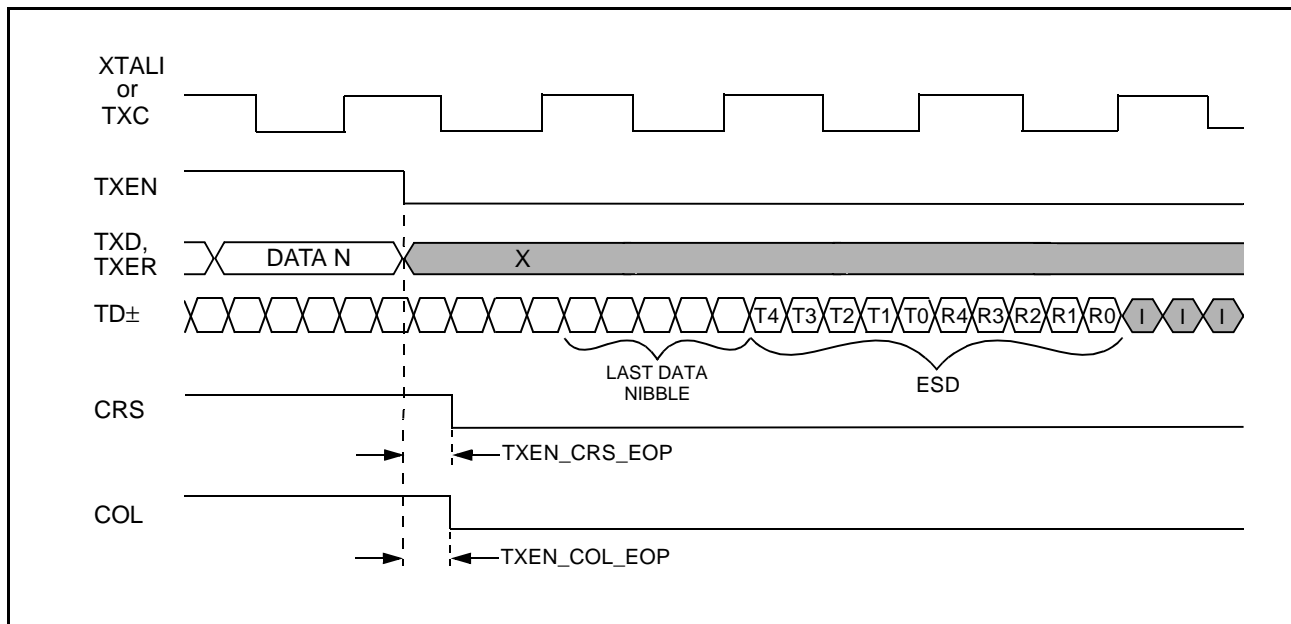 XTALI
or
TXC
TXEN
TXD,
TXER
DATA N
X
TD±
T4 T3 T2 T1 T0 R4 R3 R2 R1 R0 I I I
LAST DATA
NIBBLE
ESD
CRS
TXEN_CRS_EOP
COL
TXEN_COL_EOP